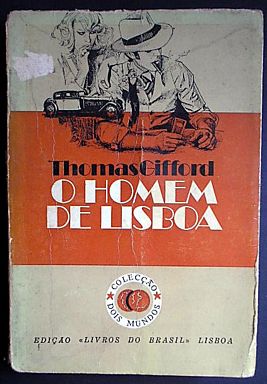 Thomas Gifford
O HOMEM
DE LISBOA
COLECÇÃO
DOIS MUNDOS
EDIÇÃO «LIVROS DO BRASIL» LISBOA